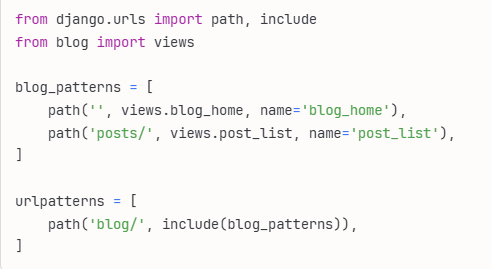 from django.urls import path, include
from blog import views

blog_patterns = [
    path('', views.blog_home, name='blog_home'),
    path('posts/', views.post_list, name='post_list'),
]

urlpatterns = [
    path('blog/', include(blog_patterns)),
]